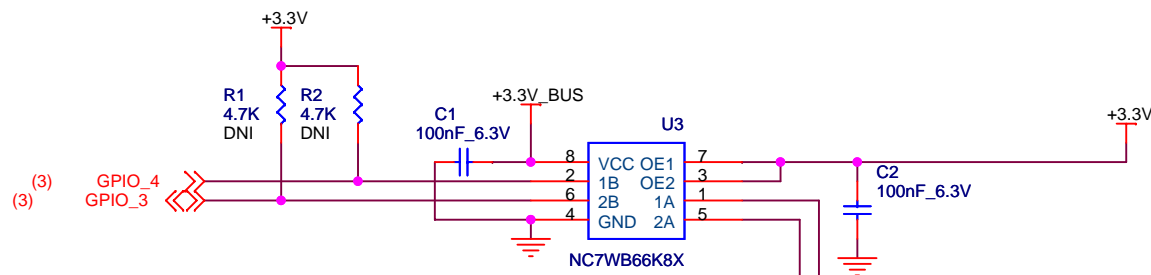 +3.3V
R1
4.7K
DNI
R2
4.7K
DNI
C1
100nF_6.3V
+3.3V_BUS
U3
+3.3V
8 VCC OE1 7
2 1B OE2 3
6 2B 1A 1
4 GND 2A 5
NC7WB66K8X
C2
100nF_6.3V
(3) GPIO_4
(3) GPIO_3